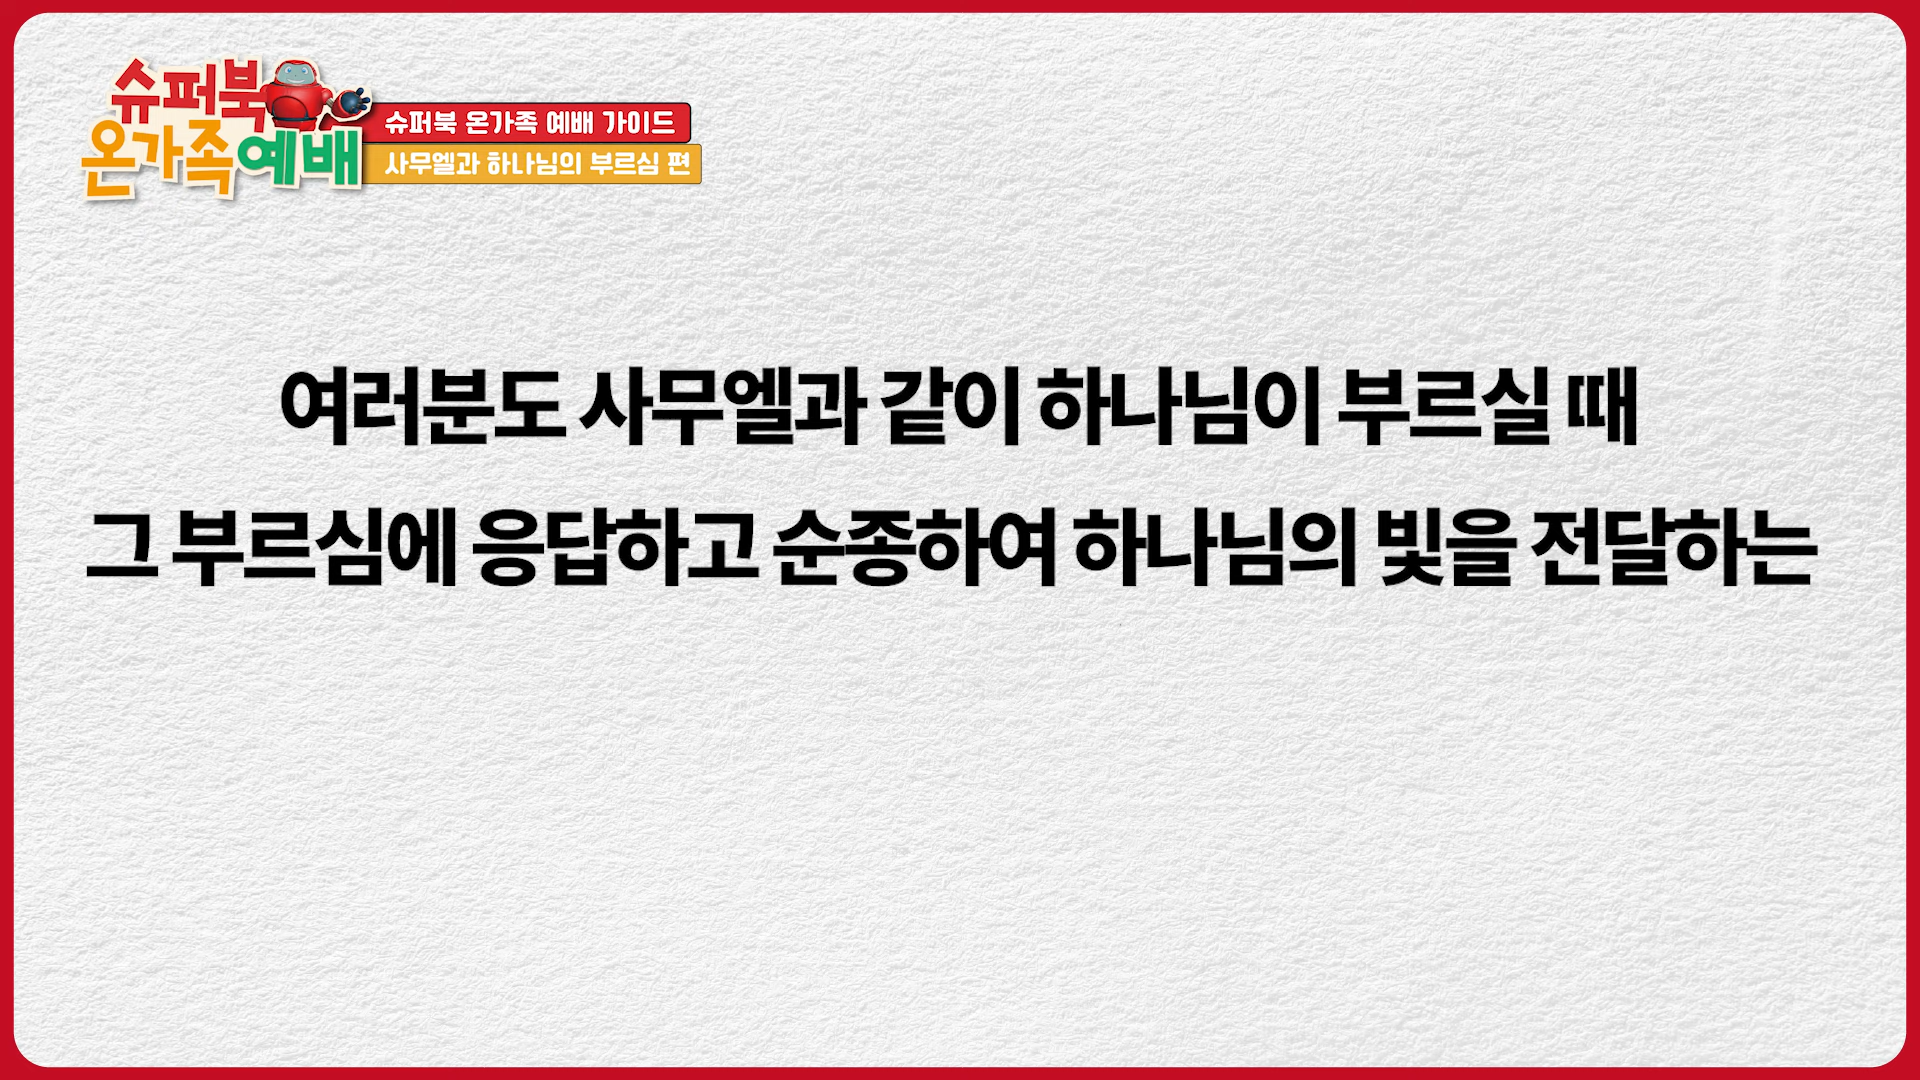 슈퍼북
온가족예배
슈퍼북 온가족 예배 가이드
사무엘과 하나님의 부르심 편
여러분도 사무엘과 같이 하나님이 부르실 때
그 부르심에 응답하고 순종하여 하나님의 빛을 전달하는